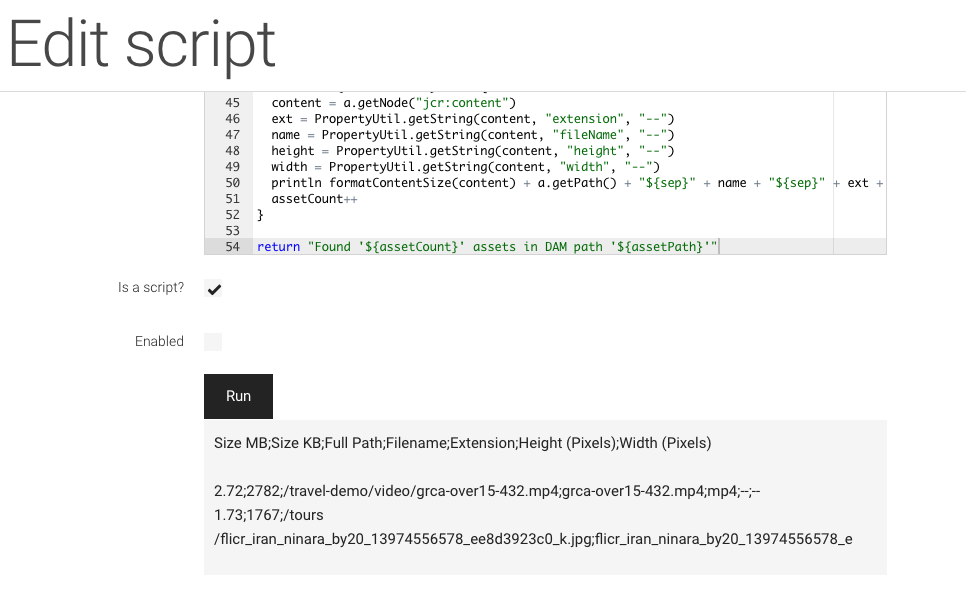 Edit script
45 content = a.getNode("jcr:content")
46 ext = PropertyUtil.getString(content, "extension", "--")
47 name = PropertyUtil.getString(content, "fileName", "--")
48 height = PropertyUtil.getString(content, "height", "--")
49 width = PropertyUtil.getString(content, "width", "--")
50 println formatContentSize(content) + a.getPath() + "${sep}" + name + "${sep}" + ext +
51 assetCount++
52 }
53
54 return "Found '${assetCount}' assets in DAM path '${assetPath}'"
Is a script?
Enabled
Run
Size MB;Size KB;Full Path;Filename;Extension;Height (Pixels);Width (Pixels)
2.72;2782;/travel-demo/video/grca-over15-432.mp4;grca-over15-432.mp4;mp4;--;--
1.73;1767;/tours
/flicr_iran_ninara_by20_13974556578_ee8d3923c0_k.jpg;flicr_iran_ninara_by20_13974556578_e